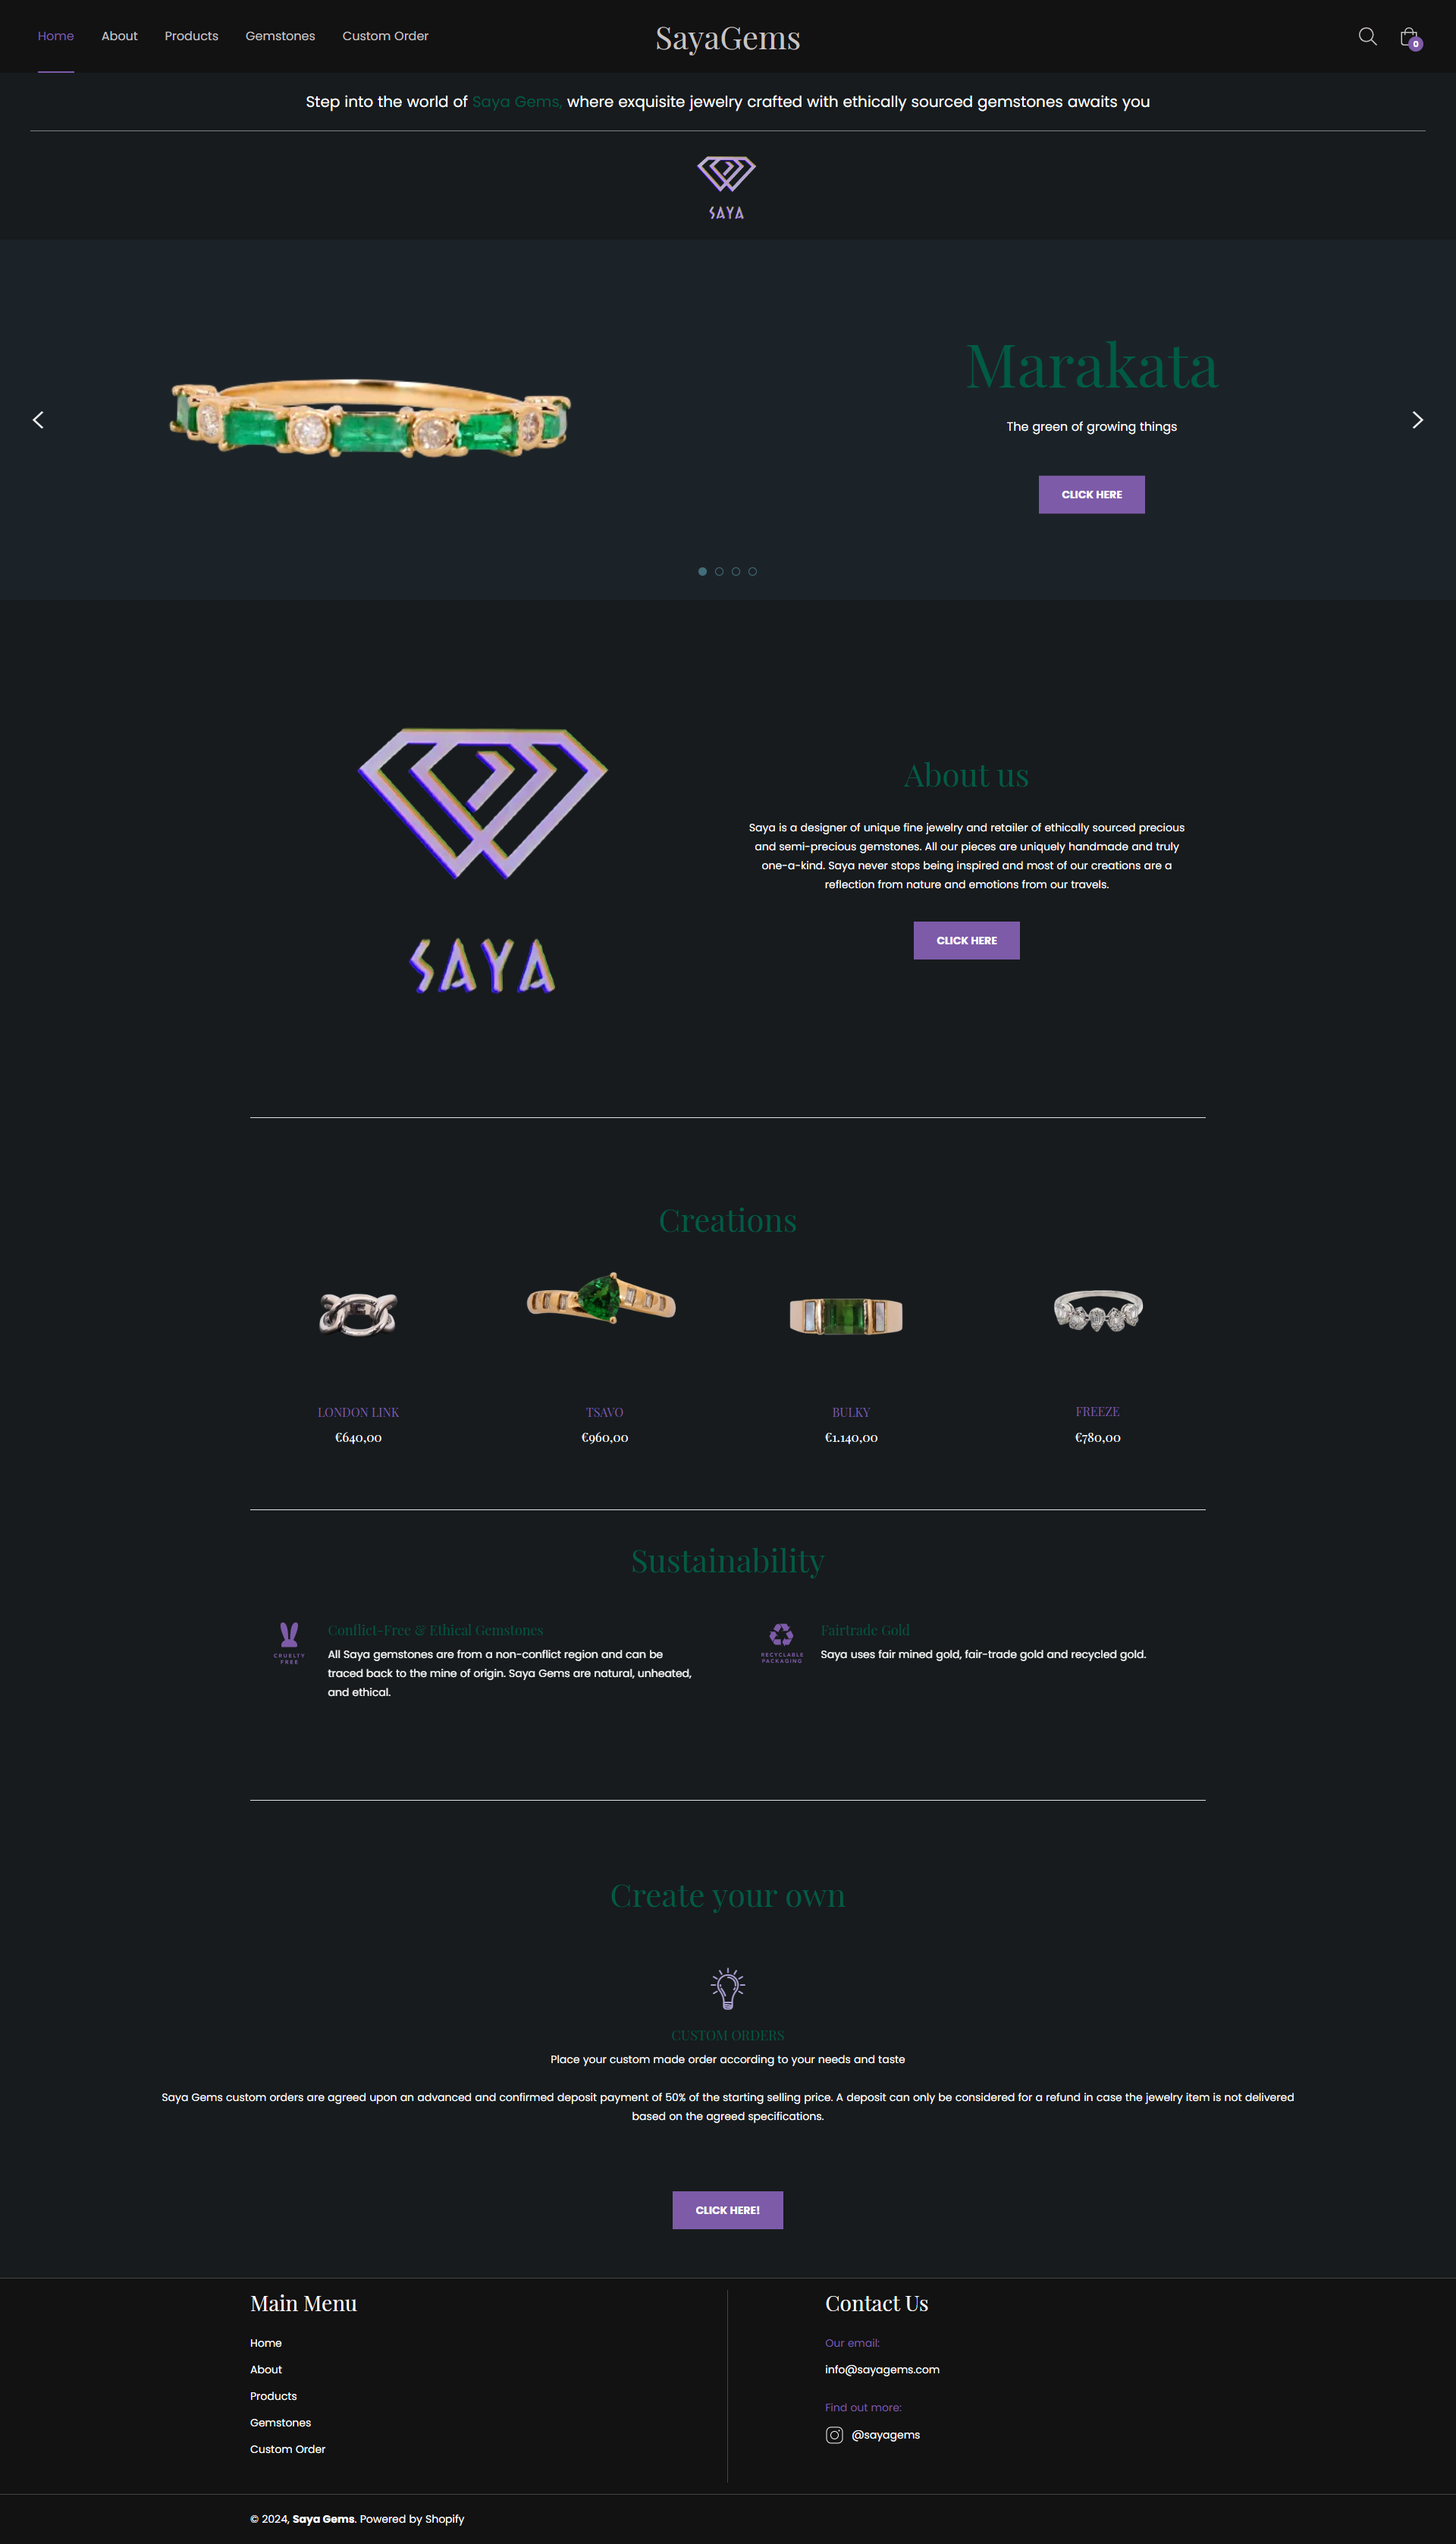 Home About Products Gemstones Custom Order
SayaGems
0
Step into the world of Saya Gems, where exquisite jewelry crafted with ethically sourced gemstones awaits you
SAYA
Marakata
The green of growing things
CLICK HERE
SAYA
About us
Saya is a designer of unique fine jewelry and retailer of ethically sourced precious
and semi-precious gemstones. All our pieces are uniquely handmade and truly
one-a-kind. Saya never stops being inspired and most of our creations are a
reflection from nature and emotions from our travels.
CLICK HERE
Creations
LONDON LINK
€640,00
TSAVO
€960,00
BULKY
€1.140,00
FREEZE
€780,00
Sustainability
CRUELTY
FREE
Conflict-Free & Ethical Gemstones
All Saya gemstones are from a non-conflict region and can be
traced back to the mine of origin. Saya Gems are natural, unheated,
and ethical.
RECYCLABLE
PACKAGING
Fairtrade Gold
Saya uses fair mined gold, fair-trade gold and recycled gold.
Create your own
CUSTOM ORDERS
Place your custom made order according to your needs and taste
Saya Gems custom orders are agreed upon an advanced and confirmed deposit payment of 50% of the starting selling price. A deposit can only be considered for a refund in case the jewelry item is not delivered
based on the agreed specifications.
CLICK HERE!
Main Menu
Home
About
Products
Gemstones
Custom Order
Contact Us
Our email:
info@sayagems.com
Find out more:
@sayagems
© 2024, Saya Gems. Powered by Shopify